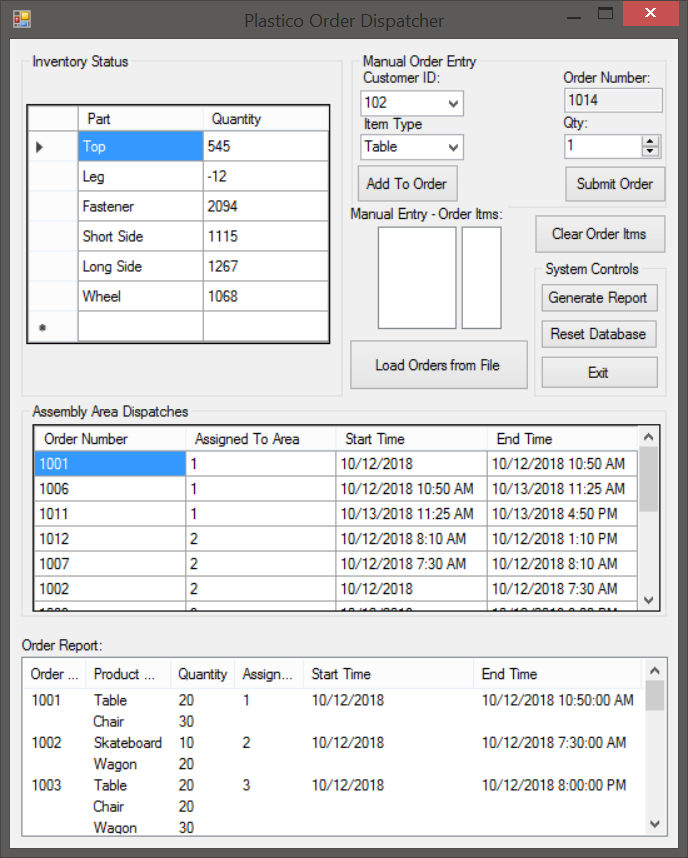 Plastico Order Dispatcher
Inventory Status
Part Quantity
Top 545
Leg -12
Fastener 2094
Short Side 1115
Long Side 1267
Wheel 1068
Manual Order Entry
Customer ID: Order Number:
102 1014
Item Type Qty:
Table 1
Add To Order Submit Order
Manual Entry - Order Itms:
Clear Order Itms
System Controls
Generate Report
Reset Database
Load Orders from File
Exit
Assembly Area Dispatches
Order Number Assigned To Area Start Time End Time
1001 1 10/12/2018 10/12/2018 10:50 AM
1006 1 10/12/2018 10:50 AM 10/13/2018 11:25 AM
1011 1 10/13/2018 11:25 AM 10/13/2018 4:50 PM
1012 2 10/12/2018 8:10 AM 10/12/2018 1:10 PM
1007 2 10/12/2018 7:30 AM 10/12/2018 8:10 AM
1002 2 10/12/2018 10/12/2018 7:30 AM
Order Report:
Order ... Product ... Quantity Assign... Start Time End Time
1001 Table 20 1 10/12/2018 10/12/2018 10:50:00 AM
Chair 30
1002 Skateboard 10 2 10/12/2018 10/12/2018 7:30:00 AM
Wagon 20
1003 Table 20 3 10/12/2018 10/12/2018 8:00:00 PM
Chair 20
Wagon 30